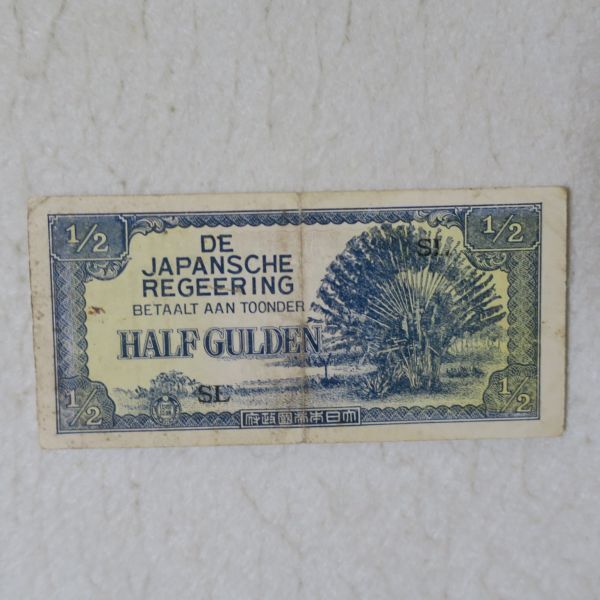 1/2
1/2
DE
JAPANSCHE
REGEERING
BETAALT AAN TOONDER
HALF GULDEN
SL
SL
1/2
1/2
府政國帝本日大